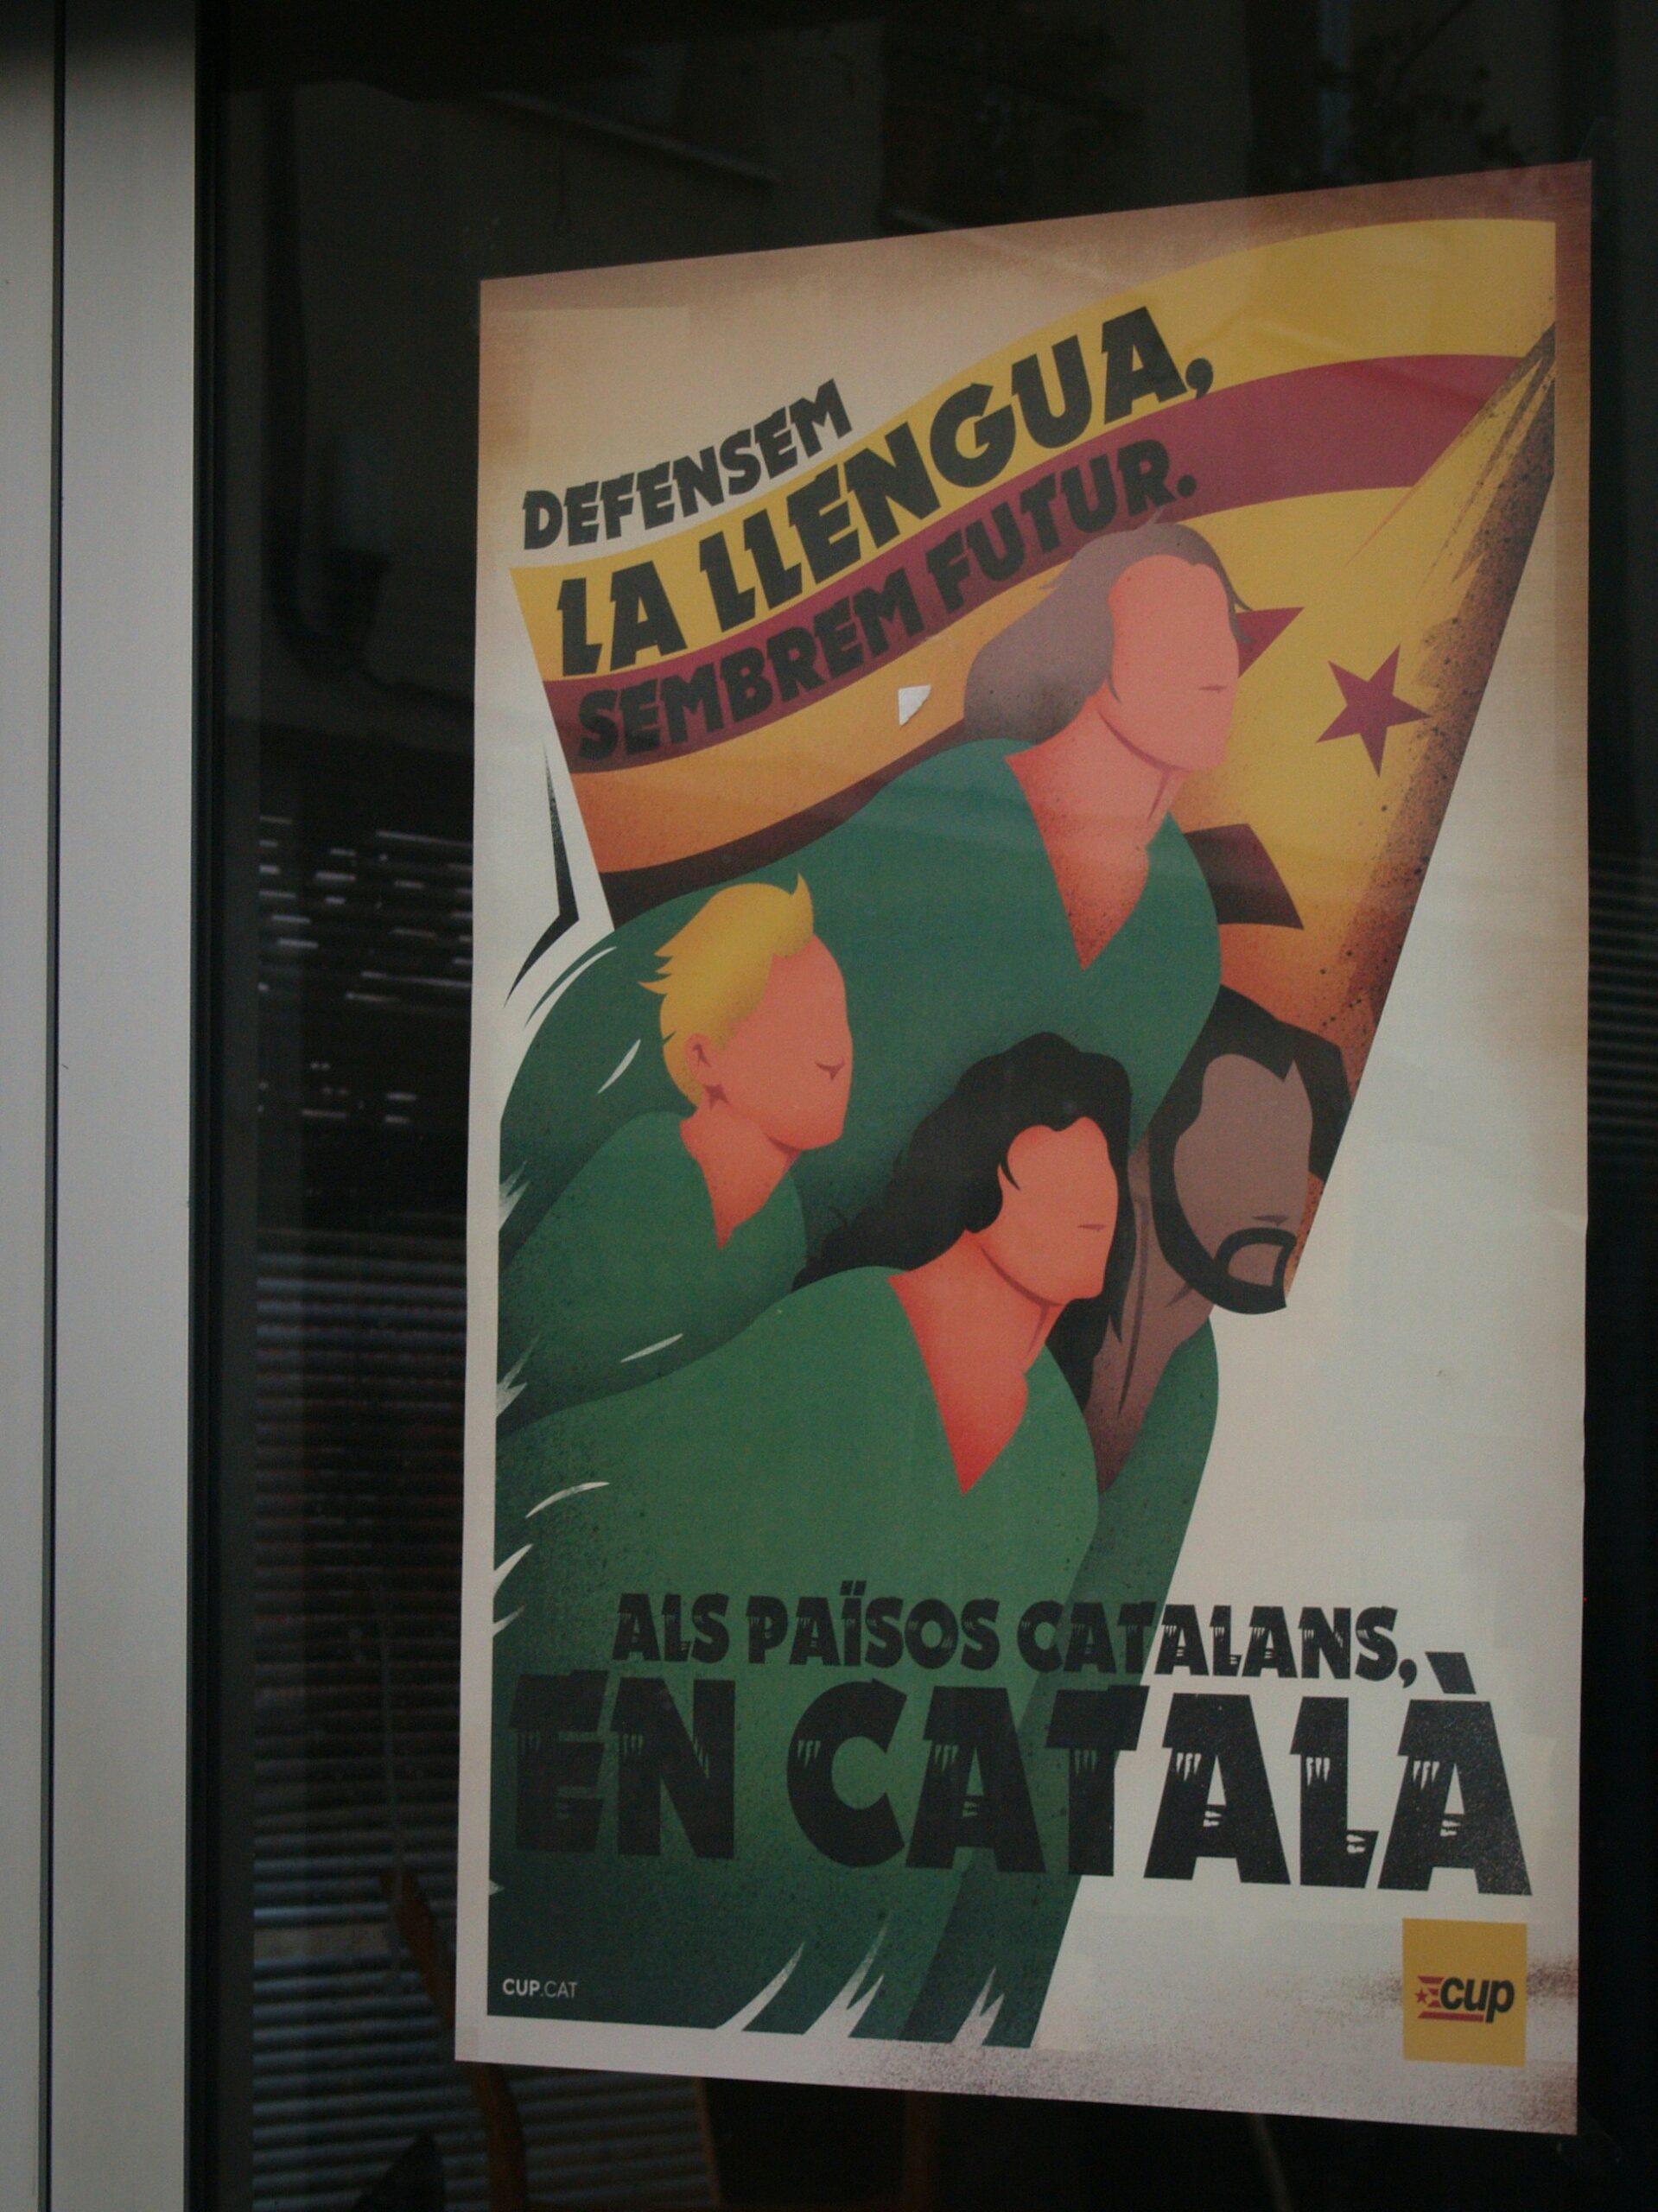 DEFENSEM
LA LLENGUA,
SEMBREM FUTUR.
ALS PAÏSOS CATALANS,
EN CATALÀ
CUP.CAT
cup